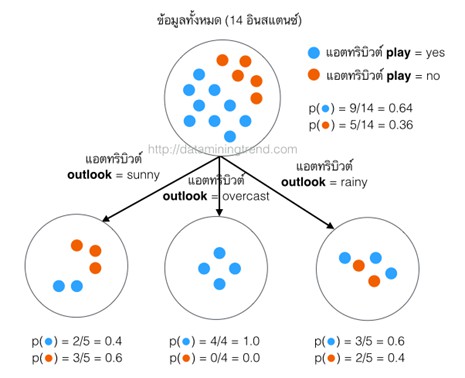 ข้อมูลทั้งหมด (14 อินสแตนซ์)
แอตทริบิวต์ play = yes
แอตทริบิวต์ play = no
p(●) = 9/14 = 0.64
p(●) = 5/14 = 0.36
http://dataminingtrend.com
แอตทริบิวต์
outlook = sunny
แอตทริบิวต์
outlook = overcast
แอตทริบิวต์
outlook = rainy
p(●) = 2/5 = 0.4
p(●) = 3/5 = 0.6
p(●) = 4/4 = 1.0
p(●) = 0/4 = 0.0
p(●) = 3/5 = 0.6
p(●) = 2/5 = 0.4